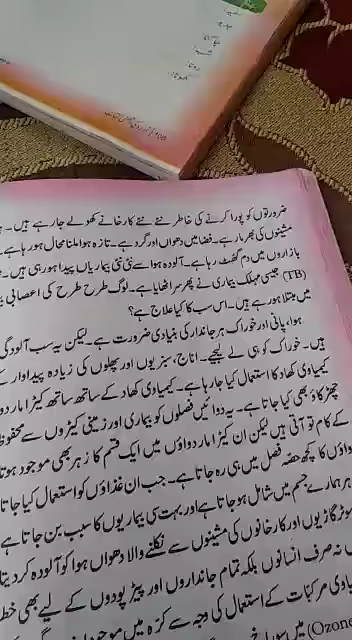 ضرورتوں کو پورا کرنے کی خاطر نئے نئے کارخانے کھولے جا رہے ہیں۔
مشینوں کی بھرمار ہے۔ فضا میں دھواں اور گرد ہے۔ تازہ ہوا ملنا محال ہو رہا ہے۔
بازاروں میں دم گھٹ رہا ہے۔ آلودہ ہوا سے نئی نئی بیماریاں پیدا ہو رہی ہیں۔
(TB) جیسی مہلک بیماری نے پھر سر اٹھایا ہے۔ لوگ طرح طرح کی اعصابی
میں مبتلا ہو رہے ہیں۔ اس سب کا کیا علاج ہے؟
ہوا، پانی اور خوراک ہر جاندار کی بنیادی ضرورت ہے۔ لیکن یہ سب آلودگی
ہیں۔ خوراک کو ہی لے لیجیے۔ اناج، سبزیوں اور پھلوں کی زیادہ پیداوار
کیمیاوی کھاد کا استعمال کیا جا رہا ہے۔ کیمیاوی کھاد کے ساتھ ساتھ کیڑا مار
چھڑکاؤ بھی کیا جاتا ہے۔ یہ دوائیں فصلوں کو بیماری اور زمینی کیڑوں سے محفوظ
کے کام تو آتی ہیں لیکن ان کیڑا مار دواؤں میں ایک قسم کا زہر بھی موجود ہوتا
دواؤں کا کچھ حصّہ فصل میں ہی رہ جاتا ہے۔ جب ان غذاؤں کو استعمال کیا جاتا
ہمارے جسم میں شامل ہو جاتا ہے اور بہت سی بیماریوں کا سبب بن جاتا ہے
موٹر گاڑیوں اور کارخانوں کی مشینوں سے نکلنے والا دھواں ہوا کو آلودہ کر دیتا
نہ صرف انسانوں بلکہ تمام جانداروں اور پیڑ پودوں کے لیے بھی
مرکبات کے استعمال کی وجہ سے کرّہ میں موجود
(Ozone میں